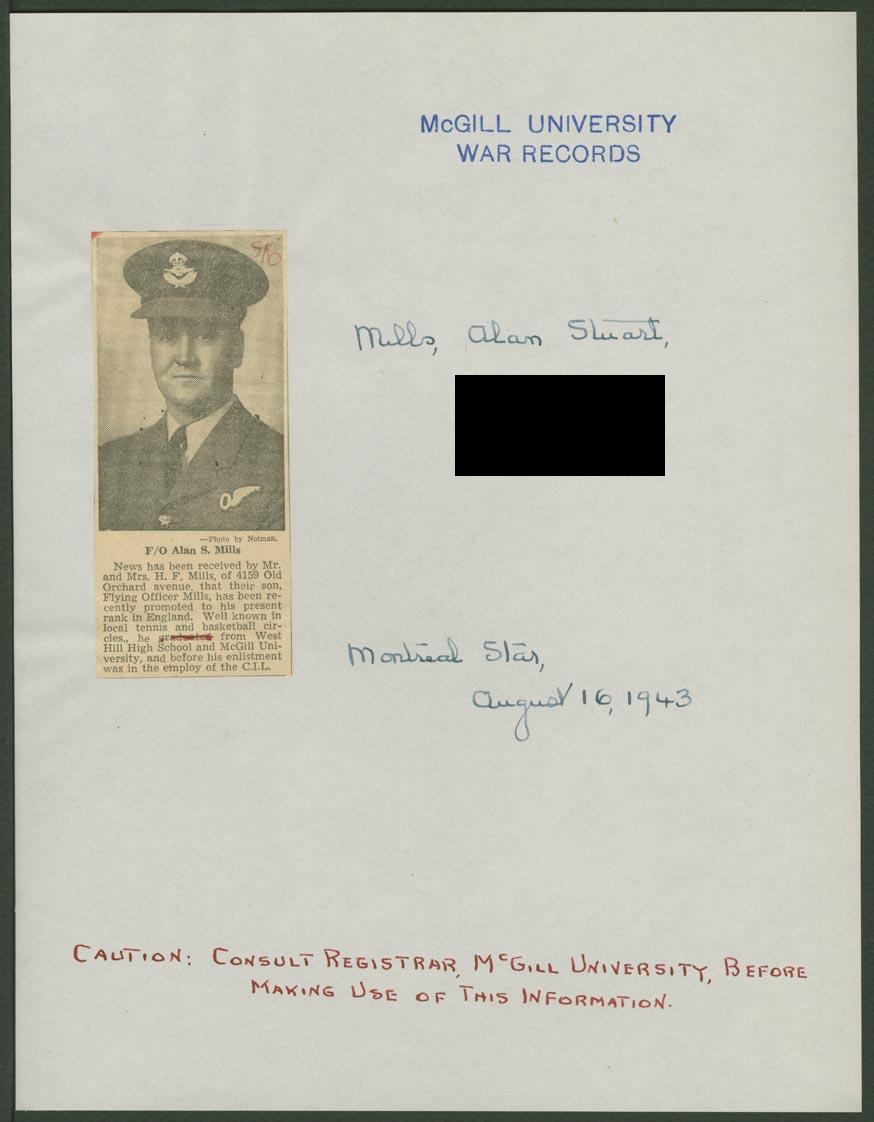 McGILL UNIVERSITY
WAR RECORDS
S/O
Mills, Alan Stuart,
—Photo by Notman.
F/O Alan S. Mills
News has been received by Mr.
and Mrs. H. F. Mills, of 4159 Old
Orchard avenue, that their son,
Flying Officer Mills, has been re-
cently promoted to his present
rank in England. Well known in
local tennis and basketball cir-
cles,, he graduated from West
Hill High School and McGill Uni-
versity, and before his enlistment
was in the employ of the C.I.L.
Montreal Star,
August 16, 1943
CAUTION: CONSULT REGISTRAR, McGILL UNIVERSITY, BEFORE
MAKING USE OF THIS INFORMATION.